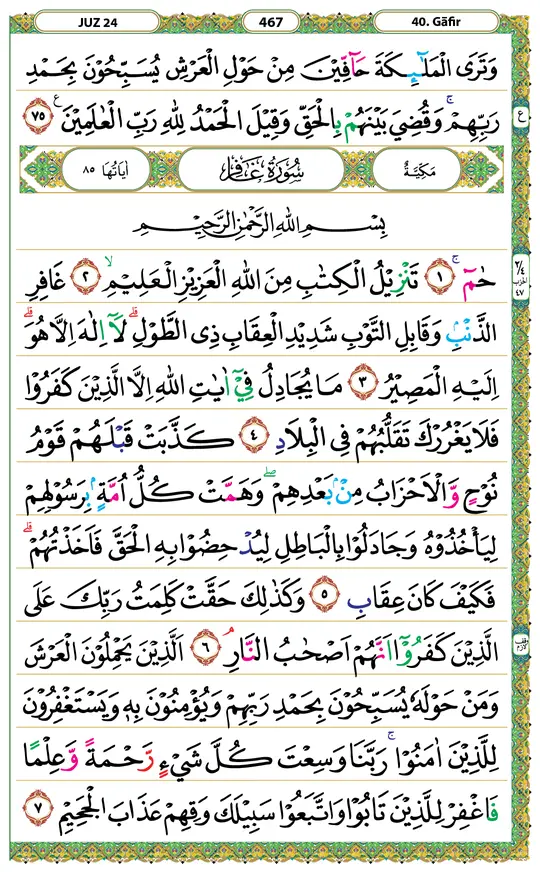 JUZ 24
467
40. Gāfir
وَتَرَى الْمَلٰٓئِكَةَ حَآفّ۪ينَ مِنْ حَوْلِ الْعَرْشِ يُسَبِّحُونَ بِحَمْدِ
رَبِّهِمْۚ وَقُضِيَ بَيْنَهُمْ بِالْحَقِّ وَقِيلَ الْحَمْدُ لِلّٰهِ رَبِّ الْعَالَم۪ينَ ﴿٧٥﴾
ع
مَكِّيَّةٌ
سُورَةُ غَافِرٍ
اٰيَاتُهَا ٨٥
بِسْــمِ اللّٰهِ الرَّحْمٰنِ الرَّح۪يــمِ
حٰمٓۚ ﴿١﴾ تَنْز۪يلُ الْكِتٰبِ مِنَ اللّٰهِ الْعَز۪يزِ الْعَل۪يمِۙ ﴿٢﴾ غَافِرِ
الذَّنْبِ وَقَابِلِ التَّوْبِ شَد۪يدِ الْعِقَابِ ذِي الطَّوْلِۜ لَٓا اِلٰهَ اِلَّا هُوَۜ
اِلَيْهِ الْمَص۪يرُ ﴿٣﴾ مَا يُجَادِلُ ف۪ٓي اٰيٰتِ اللّٰهِ اِلَّا الَّذ۪ينَ كَفَرُوا
فَلَا يَغْرُرْكَ تَقَلُّبُهُمْ فِي الْبِلَادِ ﴿٤﴾ كَذَّبَتْ قَبْلَهُمْ قَوْمُ
نُوحٍ وَالْاَحْزَابُ مِنْ بَعْدِهِمْۖ وَهَمَّتْ كُلُّ اُمَّةٍ بِرَسُولِهِمْ
لِيَأْخُذُوهُ وَجَادَلُوا بِالْبَاطِلِ لِيُدْحِضُوا بِهِ الْحَقَّ فَاَخَذْتُهُمْۜ
فَكَيْفَ كَانَ عِقَابِ ﴿٥﴾ وَكَذٰلِكَ حَقَّتْ كَلِمَتُ رَبِّكَ عَلَى
الَّذ۪ينَ كَفَرُٓوا اَنَّهُمْ اَصْحٰبُ النَّارِۘ ﴿٦﴾ اَلَّذ۪ينَ يَحْمِلُونَ الْعَرْشَ
وَمَنْ حَوْلَهُ يُسَبِّحُونَ بِحَمْدِ رَبِّهِمْ وَيُؤْمِنُونَ بِه۪ وَيَسْتَغْفِرُونَ
لِلَّذ۪ينَ اٰمَنُواۚ رَبَّنَا وَسِعْتَ كُلَّ شَيْءٍ رَحْمَةً وَعِلْمًا
فَاغْفِرْ لِلَّذ۪ينَ تَابُوا وَاتَّبَعُوا سَب۪يلَكَ وَقِهِمْ عَذَابَ الْجَح۪يمِ ﴿٧﴾